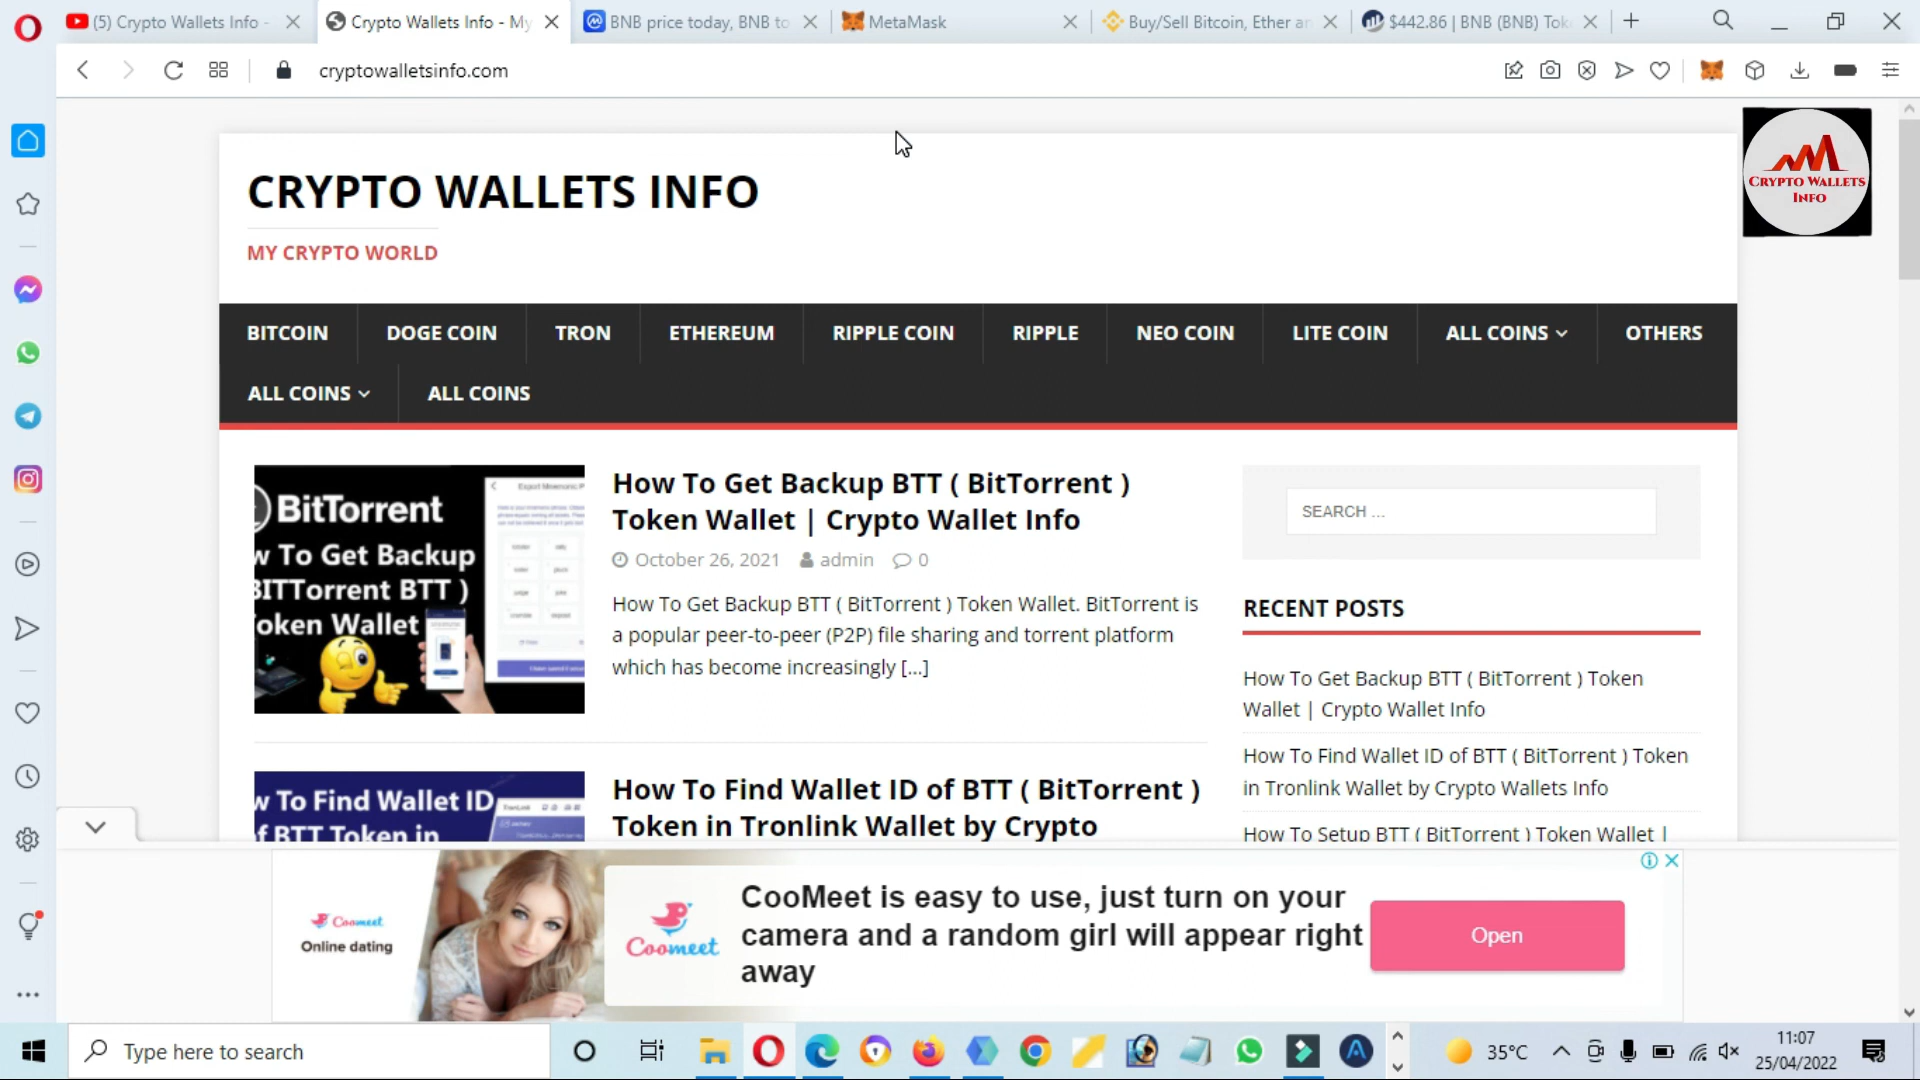 (5) Crypto Wallets Info -
Crypto Wallets Info - My
BNB price today, BNB to
MetaMask
Buy/Sell Bitcoin, Ether an
$442.86 | BNB (BNB) Tok
cryptowalletsinfo.com
CRYPTO WALLETS INFO
MY CRYPTO WORLD
CRYPTO WALLETS
INFO
BITCOIN
DOGE COIN
TRON
ETHEREUM
RIPPLE COIN
RIPPLE
NEO COIN
LITE COIN
ALL COINS
OTHERS
ALL COINS
ALL COINS
BitTorrent
w To Get Backup
BITTorrent BTT )
oken Wallet
How To Get Backup BTT ( BitTorrent )
Token Wallet | Crypto Wallet Info
October 26, 2021 admin 0
How To Get Backup BTT ( BitTorrent ) Token Wallet. BitTorrent is
a popular peer-to-peer (P2P) file sharing and torrent platform
which has become increasingly [...]
SEARCH ...
RECENT POSTS
How To Get Backup BTT ( BitTorrent ) Token
Wallet | Crypto Wallet Info
How To Find Wallet ID of BTT ( BitTorrent ) Token
in Tronlink Wallet by Crypto Wallets Info
How To Setup BTT ( BitTorrent ) Token Wallet |
w To Find Wallet ID
of BTT Token in
How To Find Wallet ID of BTT ( BitTorrent )
Token in Tronlink Wallet by Crypto
Coomeet
Online dating
Coomeet
CooMeet is easy to use, just turn on your
camera and a random girl will appear right
away
Open
Type here to search
35°C
11:07
25/04/2022